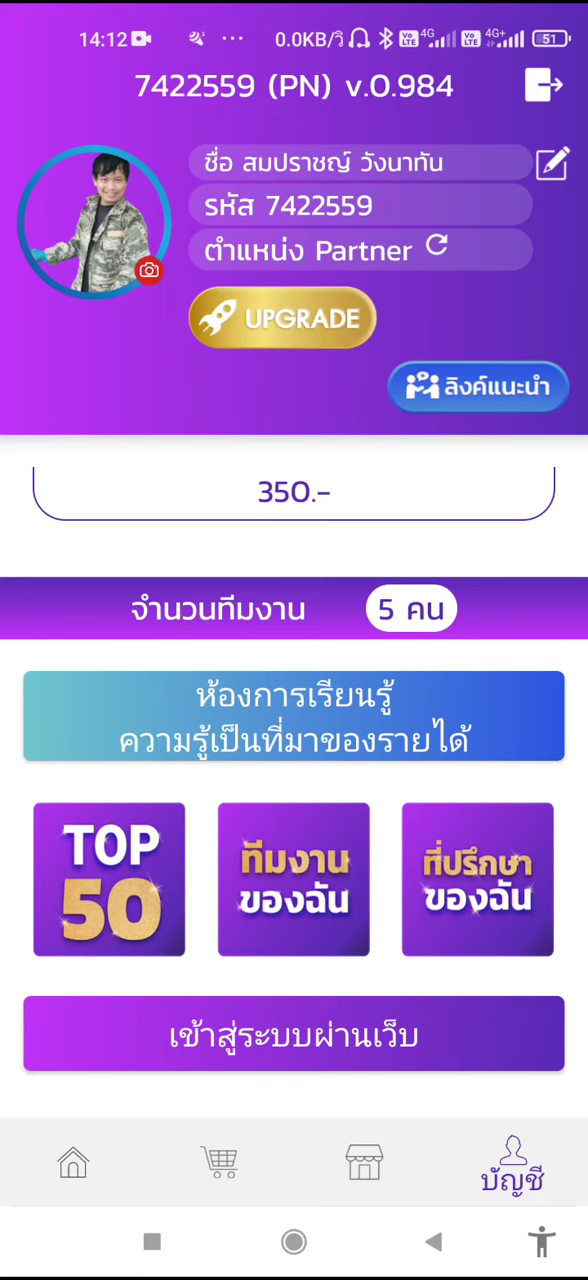 14:12 ... 0.0KB/วิ Vo LTE 4G Vo LTE 4G+ 51
7422559 (PN) v.0.984
ชื่อ สมปราชญ์ วังนาทัน
รหัส 7422559
ตำแหน่ง Partner
UPGRADE
ลิงค์แนะนำ
350.-
จำนวนทีมงาน 5 คน
ห้องการเรียนรู้
ความรู้เป็นที่มาของรายได้
TOP
50
ทีมงาน
ของฉัน
ที่ปรึกษา
ของฉัน
เข้าสู่ระบบผ่านเว็บ
บัญชี